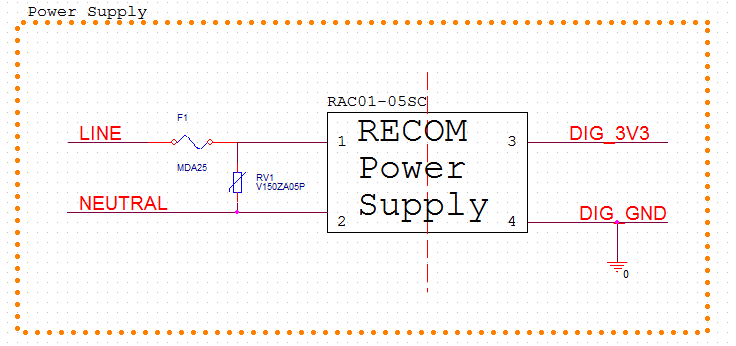 Power Supply
RAC01-05SC
F1
LINE
MDA25
RV1
V150ZA05P
NEUTRAL
1
2
RECOM
Power
Supply
3
4
DIG_3V3
DIG_GND
0